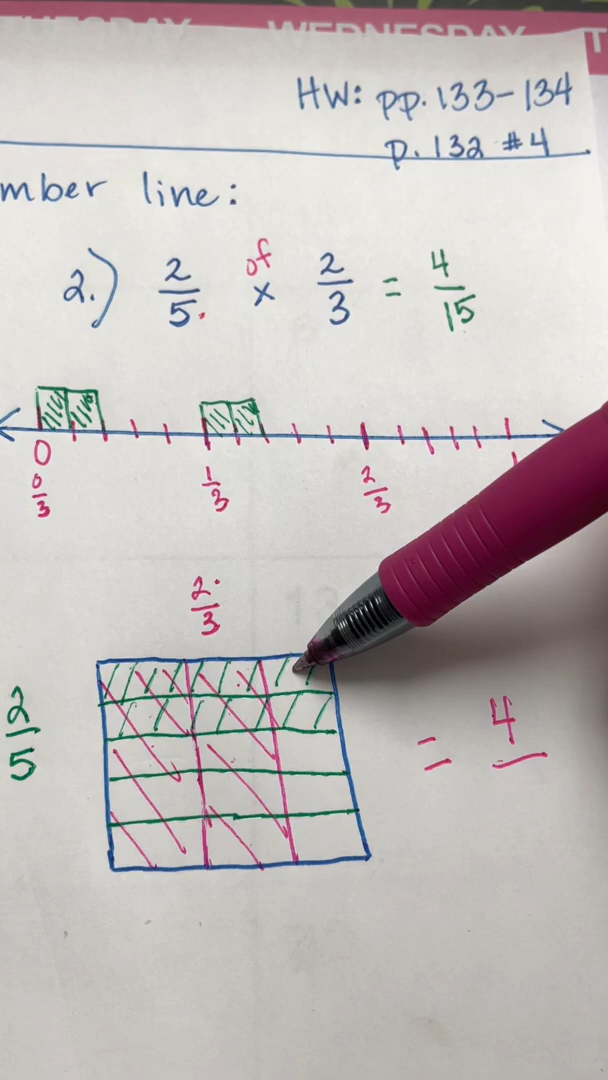 WEDNESDAY
HW: pp. 133-134
p. 132 #4
mber line:
of
2.) 2/5 x 2/3 = 4/15
0
0/3 1/3 2/3
2/3
2/5
= 4